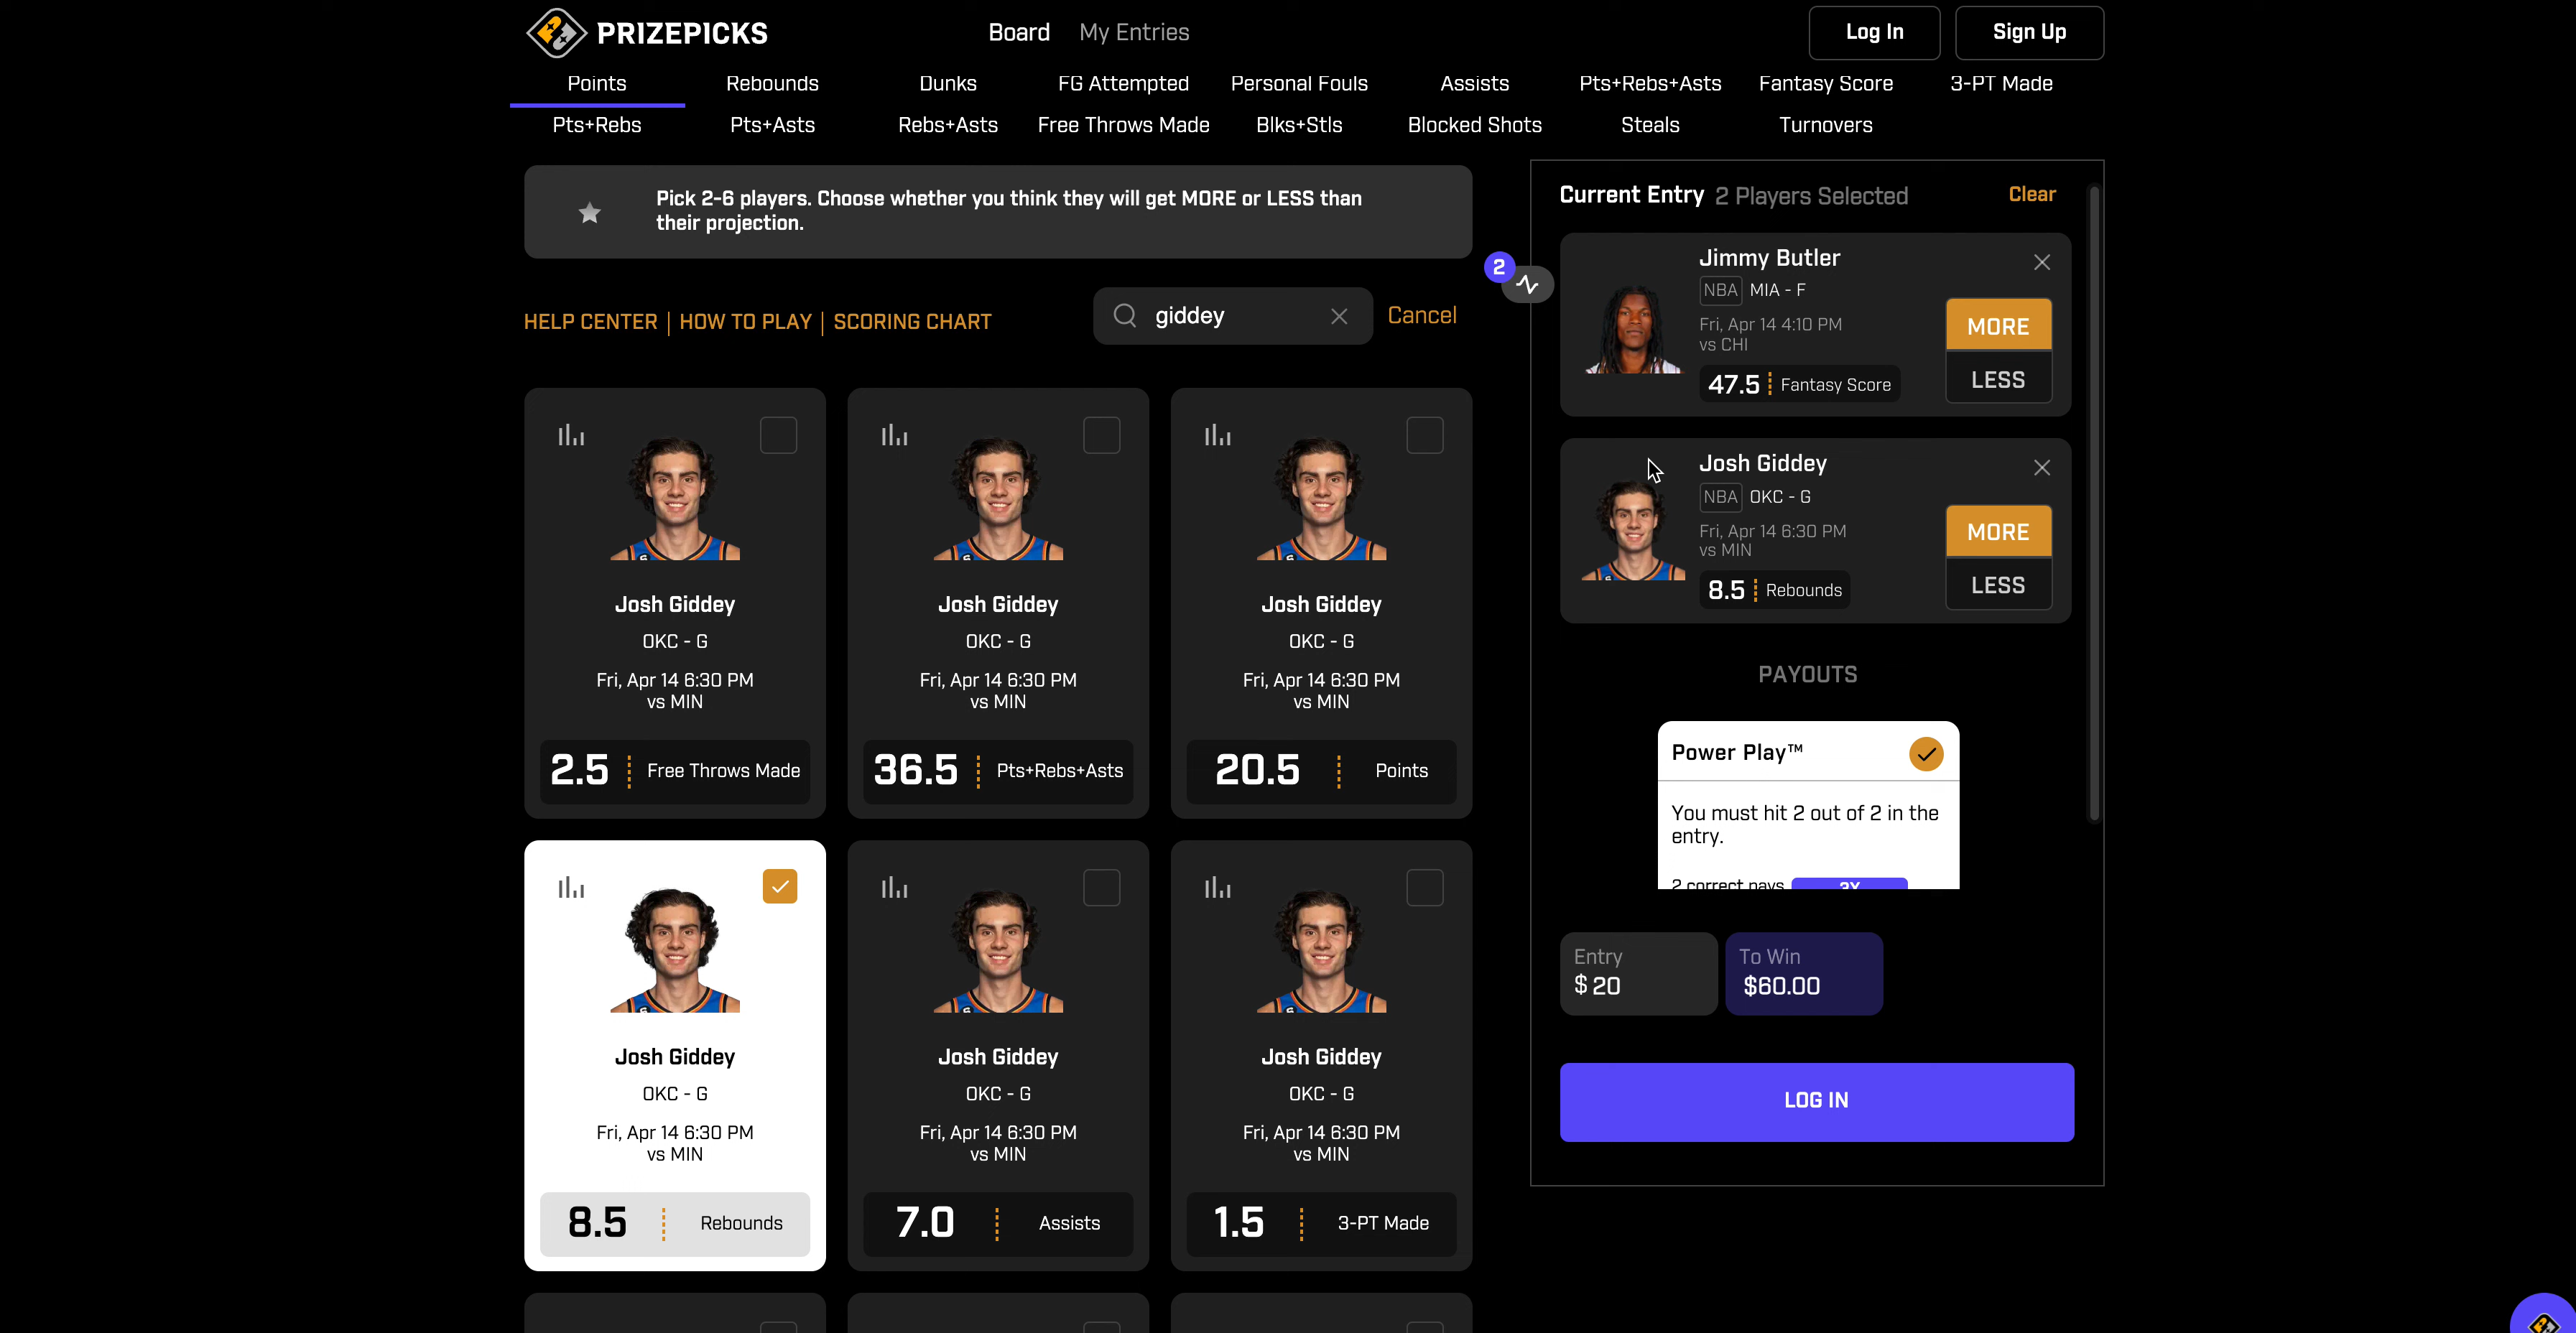 PRIZEPICKS
Board My Entries
Log In Sign Up
Points Rebounds Dunks FG Attempted Personal Fouls Assists Pts+Rebs+Asts Fantasy Score 3-PT Made
Pts+Rebs Pts+Asts Rebs+Asts Free Throws Made Blks+Stls Blocked Shots Steals Turnovers
Pick 2-6 players. Choose whether you think they will get MORE or LESS than
their projection.
HELP CENTER | HOW TO PLAY | SCORING CHART
giddey
Cancel
Josh Giddey
OKC - G
Fri, Apr 14 6:30 PM
vs MIN
2.5 Free Throws Made
Josh Giddey
OKC - G
Fri, Apr 14 6:30 PM
vs MIN
36.5 Pts+Rebs+Asts
Josh Giddey
OKC - G
Fri, Apr 14 6:30 PM
vs MIN
20.5 Points
Josh Giddey
OKC - G
Fri, Apr 14 6:30 PM
vs MIN
8.5 Rebounds
Josh Giddey
OKC - G
Fri, Apr 14 6:30 PM
vs MIN
7.0 Assists
Josh Giddey
OKC - G
Fri, Apr 14 6:30 PM
vs MIN
1.5 3-PT Made
2
Current Entry 2 Players Selected Clear
Jimmy Butler
NBA MIA - F
Fri, Apr 14 4:10 PM
vs CHI
47.5 Fantasy Score
MORE
LESS
Josh Giddey
NBA OKC - G
Fri, Apr 14 6:30 PM
vs MIN
8.5 Rebounds
MORE
LESS
PAYOUTS
Power Play™
You must hit 2 out of 2 in the
entry.
2 correct pays 3X
Entry
$ 20
To Win
$60.00
LOG IN